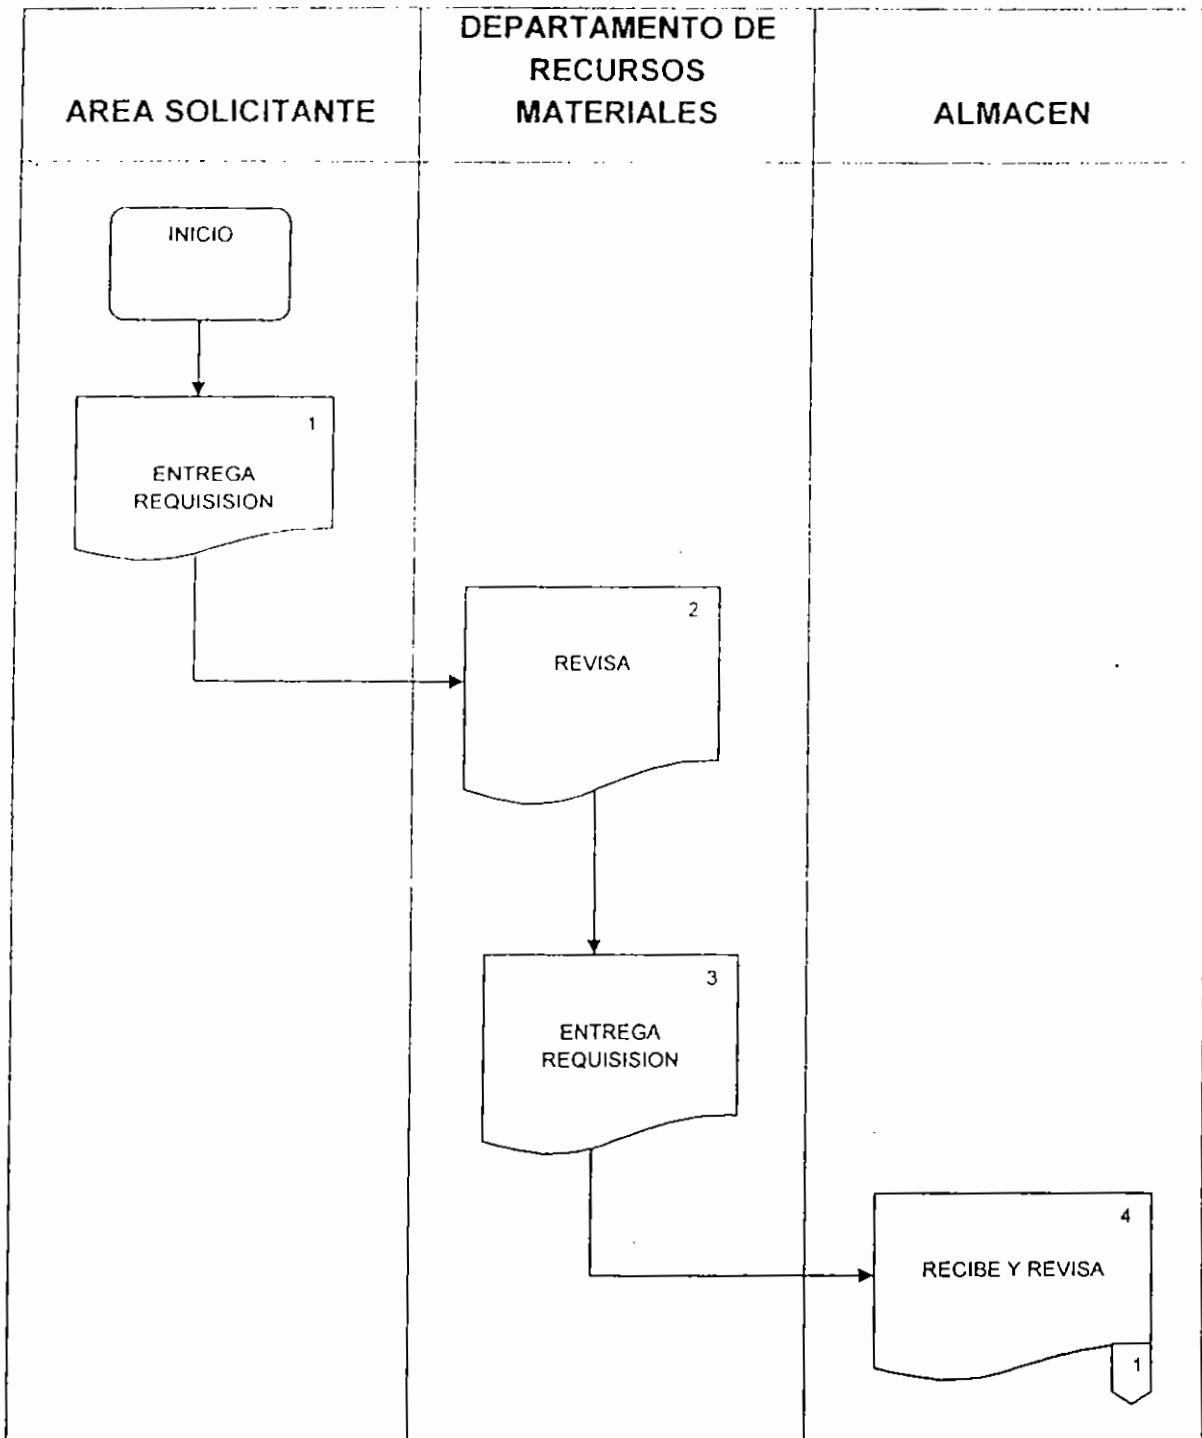 AREA SOLICITANTE
DEPARTAMENTO DE
RECURSOS
MATERIALES
ALMACEN
INICIO
1
ENTREGA
REQUISISION
2
REVISA
3
ENTREGA
REQUISISION
4
RECIBE Y REVISA
1